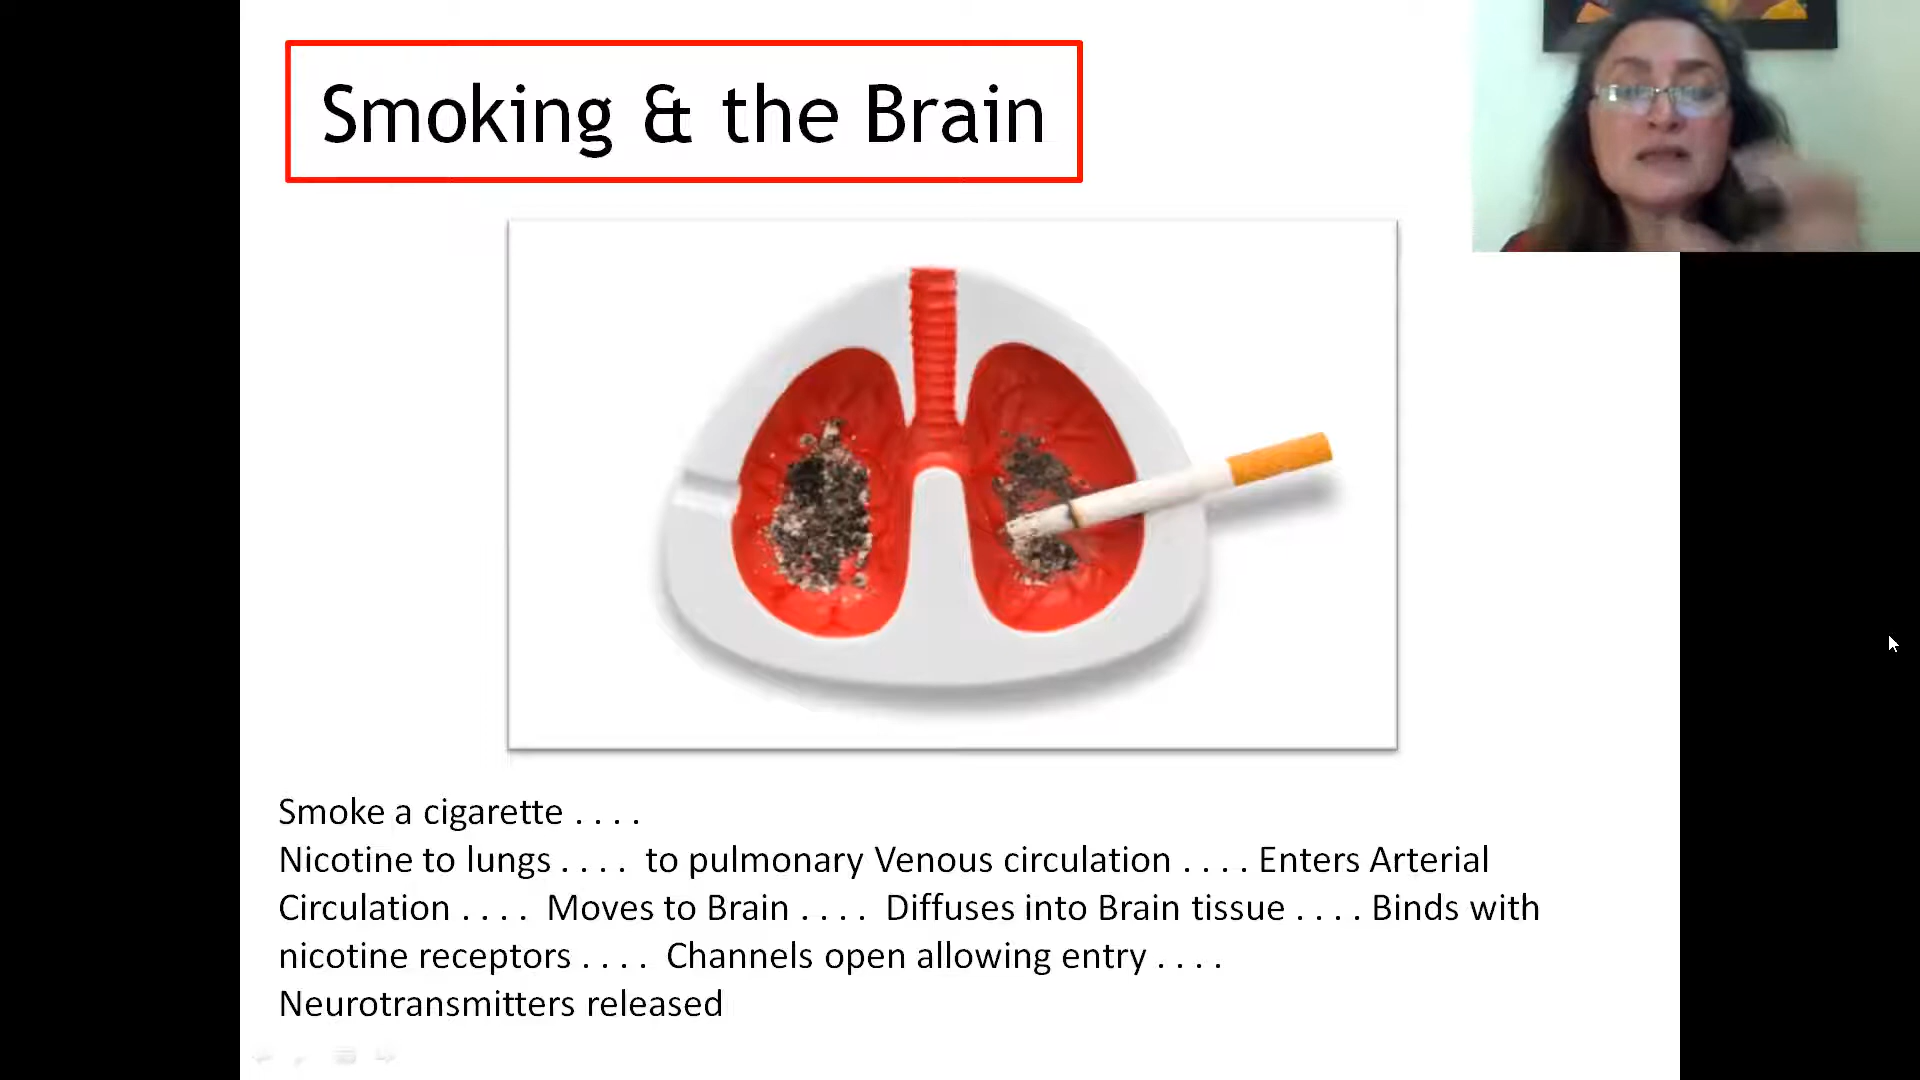 Smoking & the Brain
Smoke a cigarette . . . .
Nicotine to lungs . . . .  to pulmonary Venous circulation . . . . Enters Arterial
Circulation . . . .  Moves to Brain . . . .  Diffuses into Brain tissue . . . . Binds with
nicotine receptors . . . .  Channels open allowing entry . . . .
Neurotransmitters released